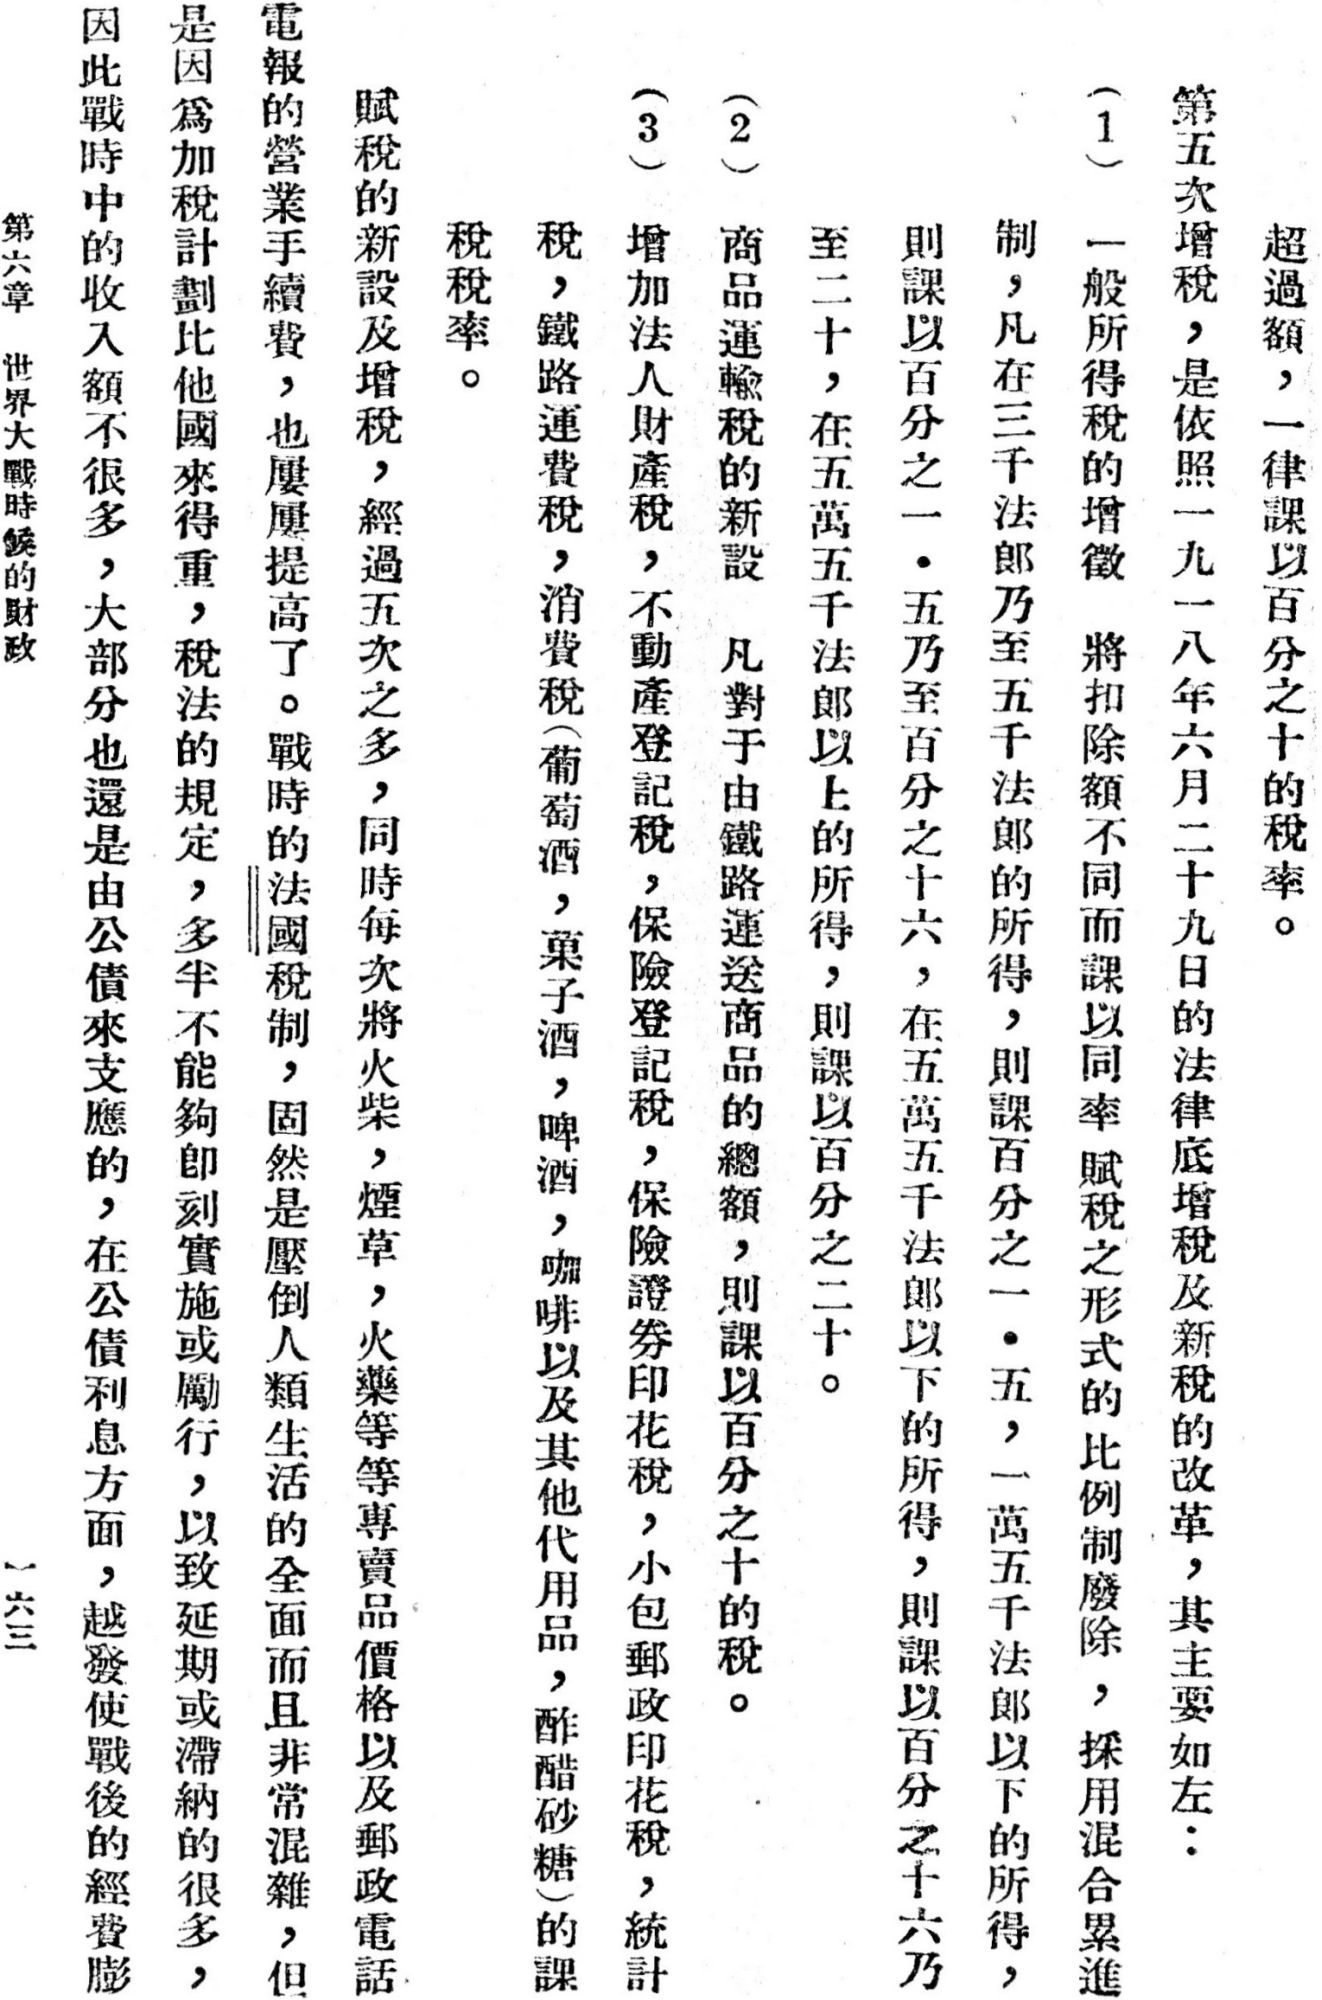 超過額，一律課以百分之十的稅率。
第五次增稅，是依照一九一八年六月二十九日的法律底增稅及新稅的改革，其主要如左：
（1）　一般所得稅的增徵　將扣除額不同而課以同率賦稅之形式的比例制廢除，採用混合累進
制，凡在三千法郎乃至五千法郎的所得，則課百分之一・五，一萬五千法郎以下的所得，
則課以百分之一・五乃至百分之十六，在五萬五千法郎以下的所得，則課以百分之十六乃
至二十，在五萬五千法郎以上的所得，則課以百分之二十。
（2）　商品運輸稅的新設　凡對于由鐵路運送商品的總額，則課以百分之十的稅。
（3）　增加法人財產稅，不動產登記稅，保險登記稅，保險證券印花稅，小包郵政印花稅，統計
稅，鐵路運費稅，消費稅（葡萄酒，菓子酒，啤酒，咖啡以及其他代用品，酢醋砂糖）的課
稅稅率。
賦稅的新設及增稅，經過五次之多，同時每次將火柴，煙草，火藥等等專賣品價格以及郵政電話
電報的營業手續費，也屢屢提高了。戰時的法國稅制，固然是壓倒人類生活的全面而且非常混雜，但
是因爲加稅計劃比他國來得重，稅法的規定，多半不能夠卽刻實施或勵行，以致延期或滯納的很多，
因此戰時中的收入額不很多，大部分也還是由公債來支應的，在公債利息方面，越發使戰後的經費膨
第六章　世界大戰時候的財政
一六三